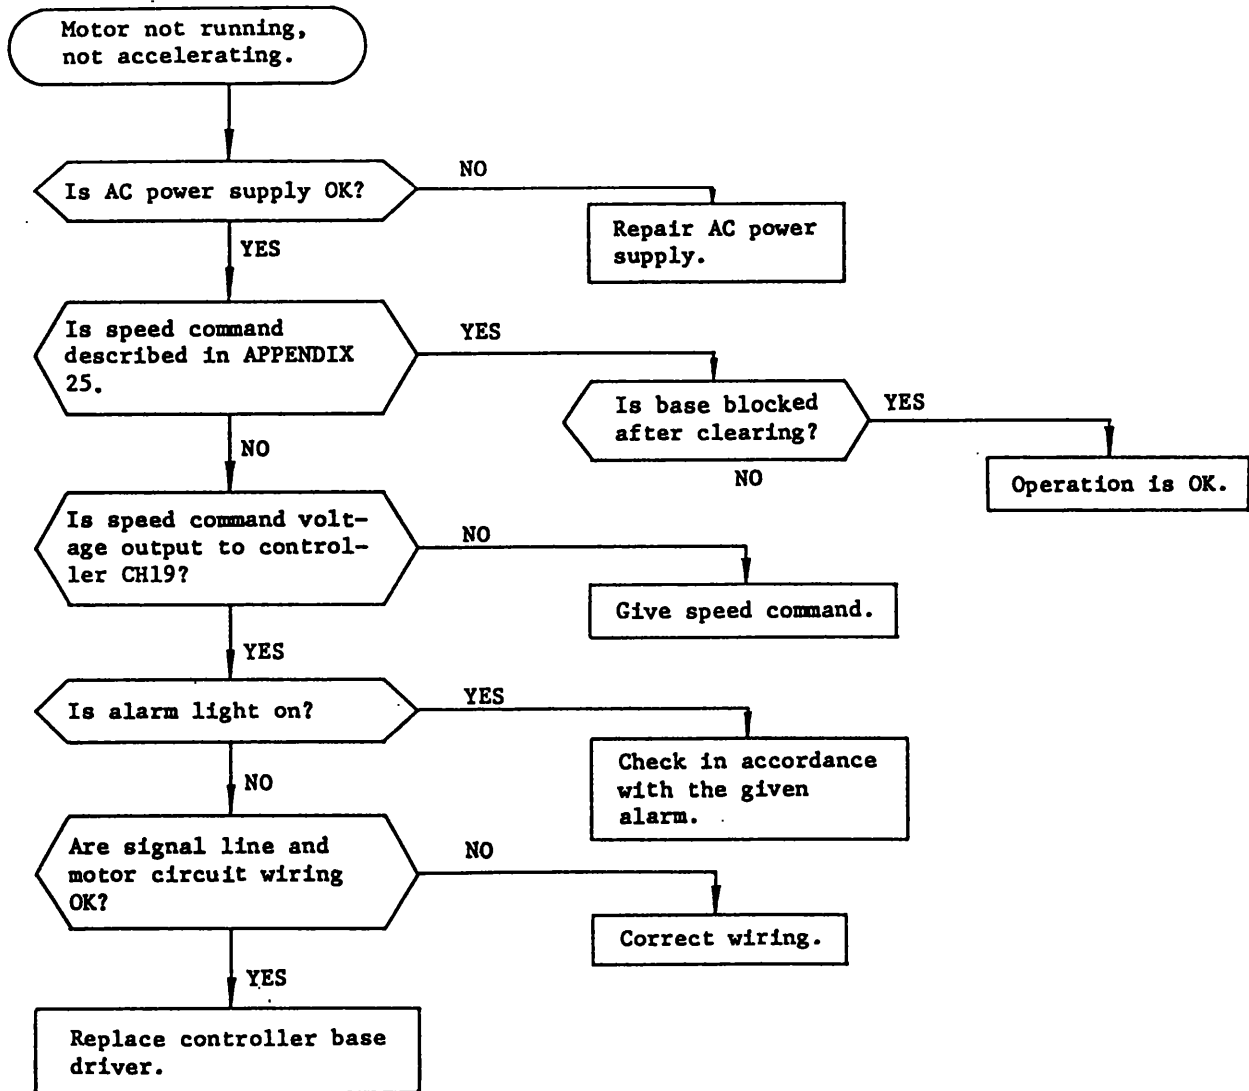 Motor not running,
not accelerating.
Is AC power supply OK?
NO
Repair AC power
supply.
YES
Is speed command
described in APPENDIX
25.
YES
Is base blocked
after clearing?
YES
Operation is OK.
NO
NO
Is speed command volt-
age output to control-
ler CH19?
NO
Give speed command.
YES
Is alarm light on?
YES
Check in accordance
with the given
alarm.
NO
Are signal line and
motor circuit wiring
OK?
NO
Correct wiring.
YES
Replace controller base
driver.